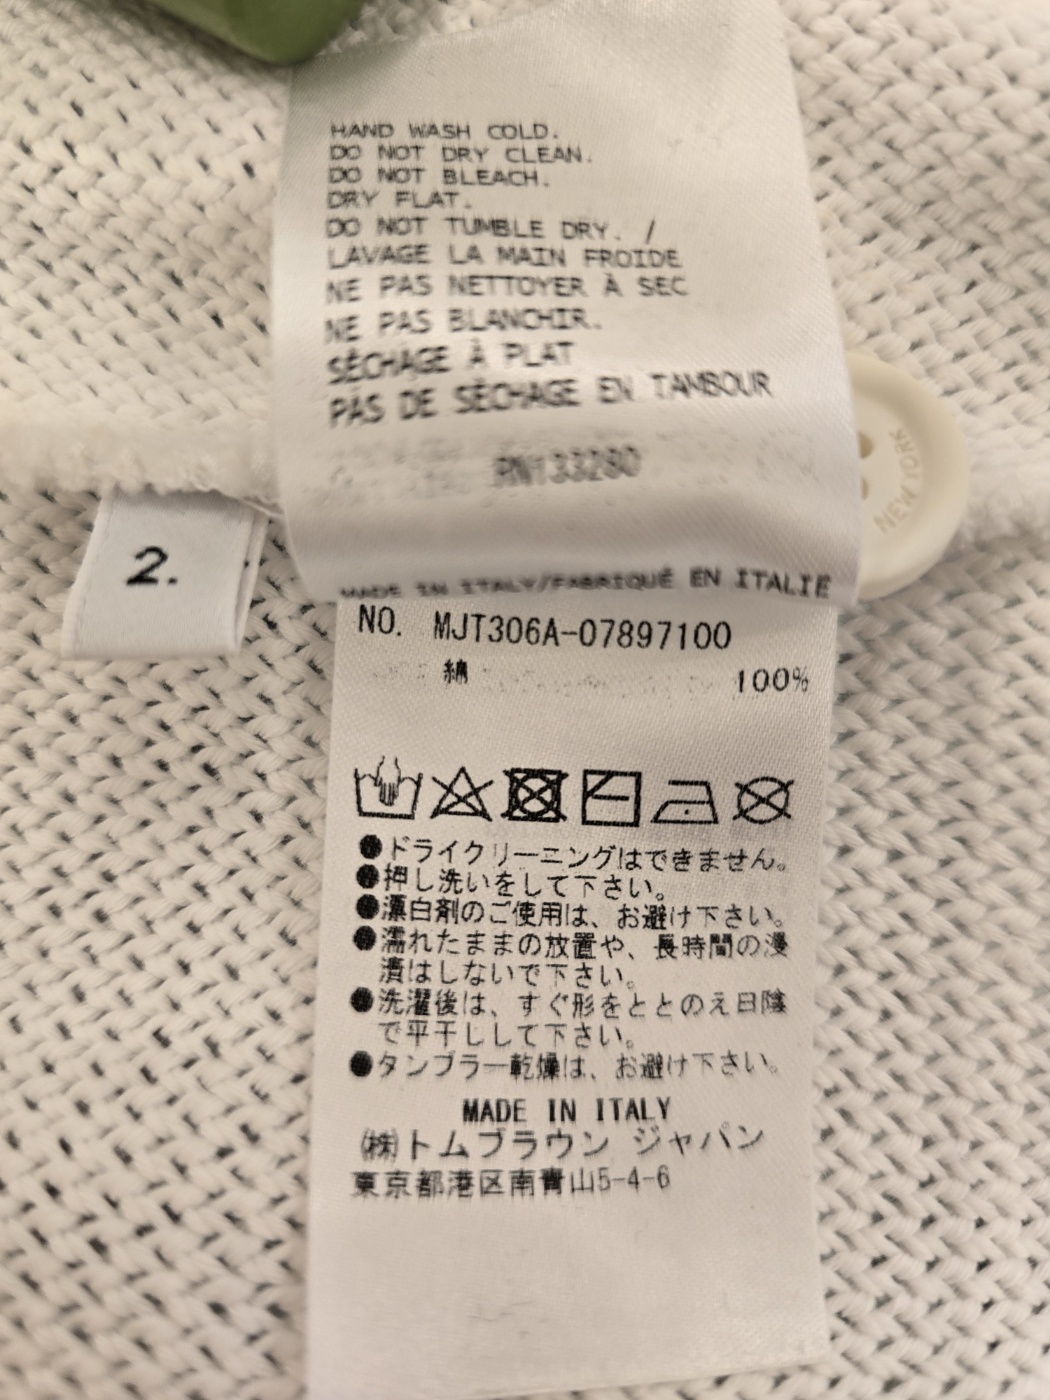 HAND WASH COLD.
DO NOT DRY CLEAN.
DO NOT BLEACH.
DRY FLAT.
DO NOT TUMBLE DRY. /
LAVAGE LA MAIN FROIDE
NE PAS NETTOYER À SEC
NE PAS BLANCHIR.
SÉCHAGE À PLAT
PAS DE SÉCHAGE EN TAMBOUR
RN133280
MADE IN ITALY/FABRIQUÉ EN ITALIE
NEW YORK
2.
NO. MJT306A-07897100
綿 100%
●ドライクリーニングはできません。
●押し洗いをして下さい。
●漂白剤のご使用は、お避け下さい。
●濡れたままの放置や、長時間の浸
漬はしないで下さい。
●洗濯後は、すぐ形をととのえ日陰
で平干しして下さい。
●タンブラー乾燥は、お避け下さい。
MADE IN ITALY
㈱トムブラウン ジャパン
東京都港区南青山5-4-6